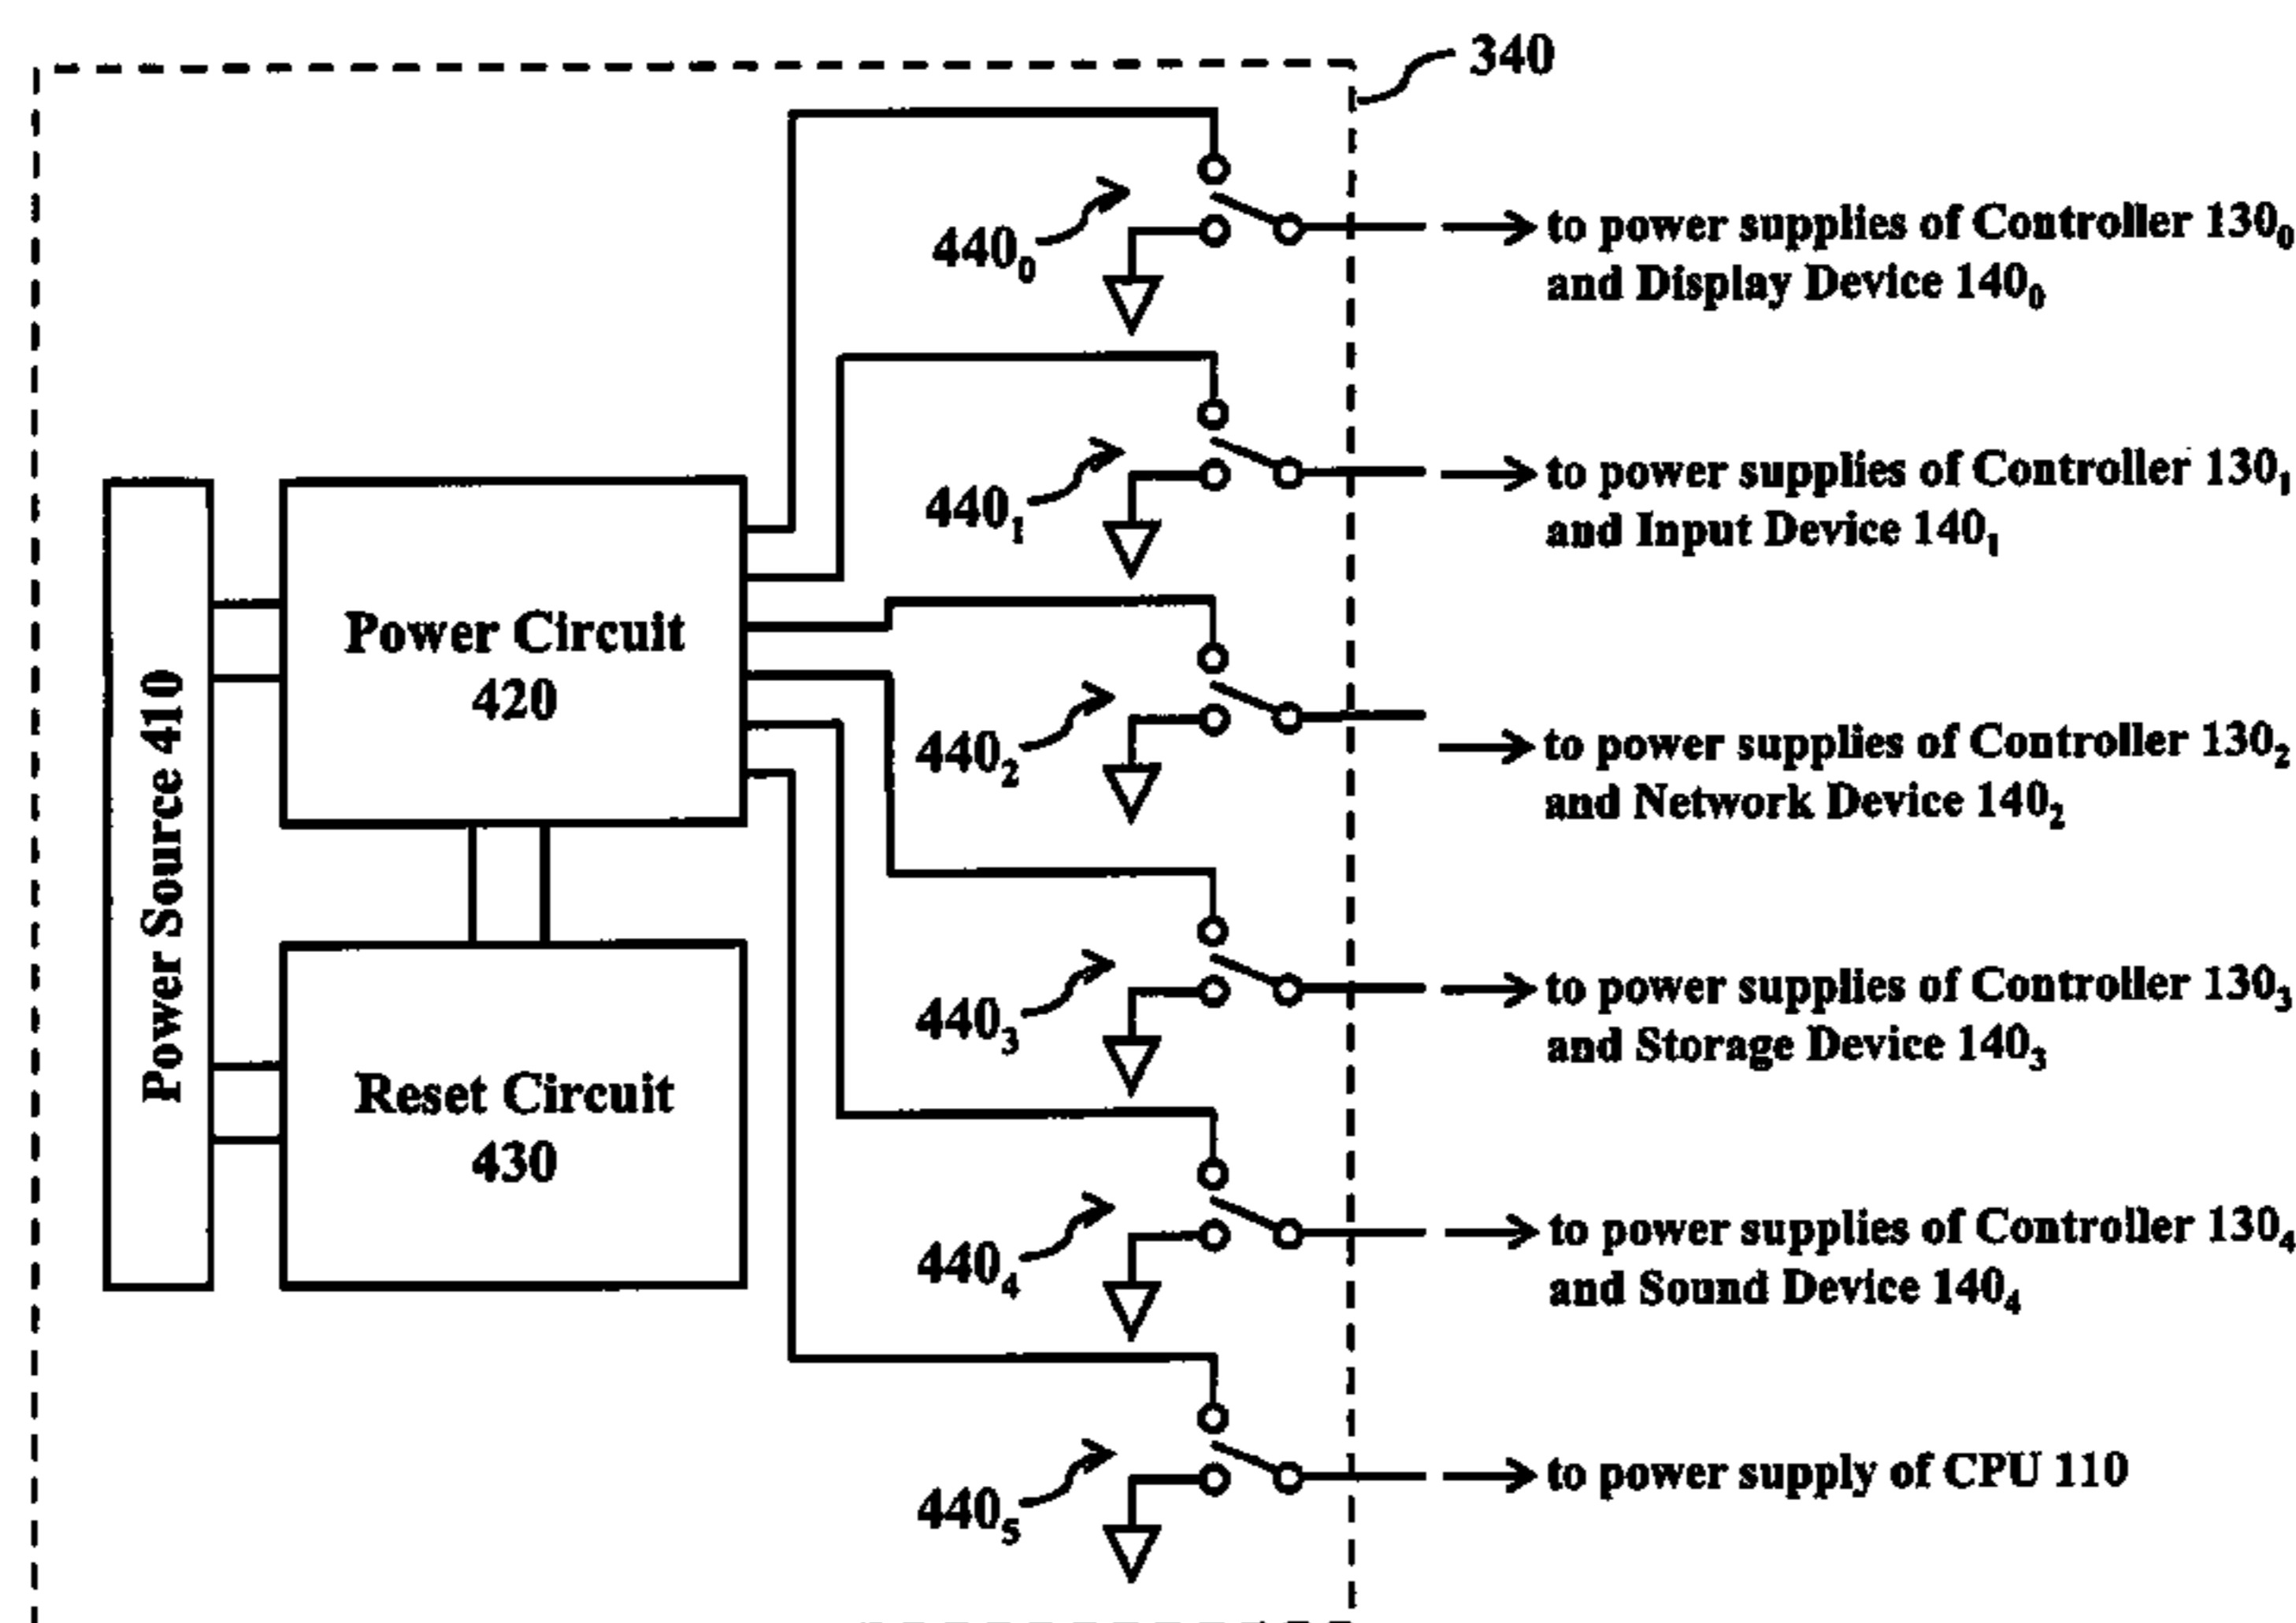 340
440₀
to power supplies of Controller 130₀
and Display Device 140₀
440₁
to power supplies of Controller 130₁
and Input Device 140₁
Power Circuit
420
440₂
to power supplies of Controller 130₂
and Network Device 140₂
Power Source 410
440₃
to power supplies of Controller 130₃
and Storage Device 140₃
Reset Circuit
430
440₄
to power supplies of Controller 130₄
and Sound Device 140₄
440₅
to power supply of CPU 110